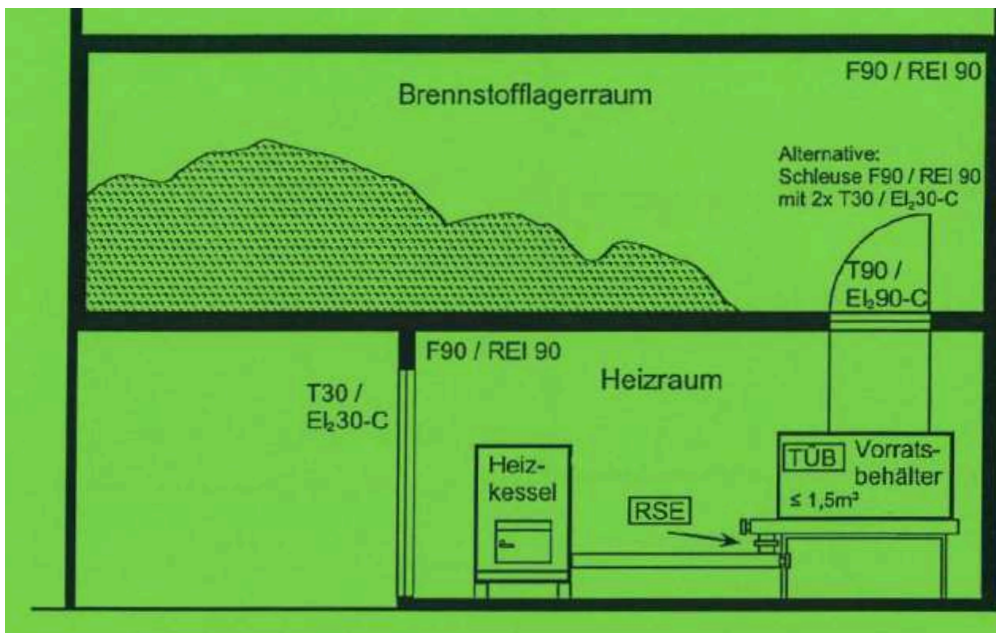 F90 / REI 90
Brennstofflagerraum
Alternative:
Schleuse F90 / REI 90
mit 2x T30 / EI₂30-C
T90 /
EI₂90-C
F90 / REI 90
T30 /
EI₂30-C
Heizraum
Heiz-
kessel
RSE
TÜB Vorrats-
behälter
≤ 1,5m³